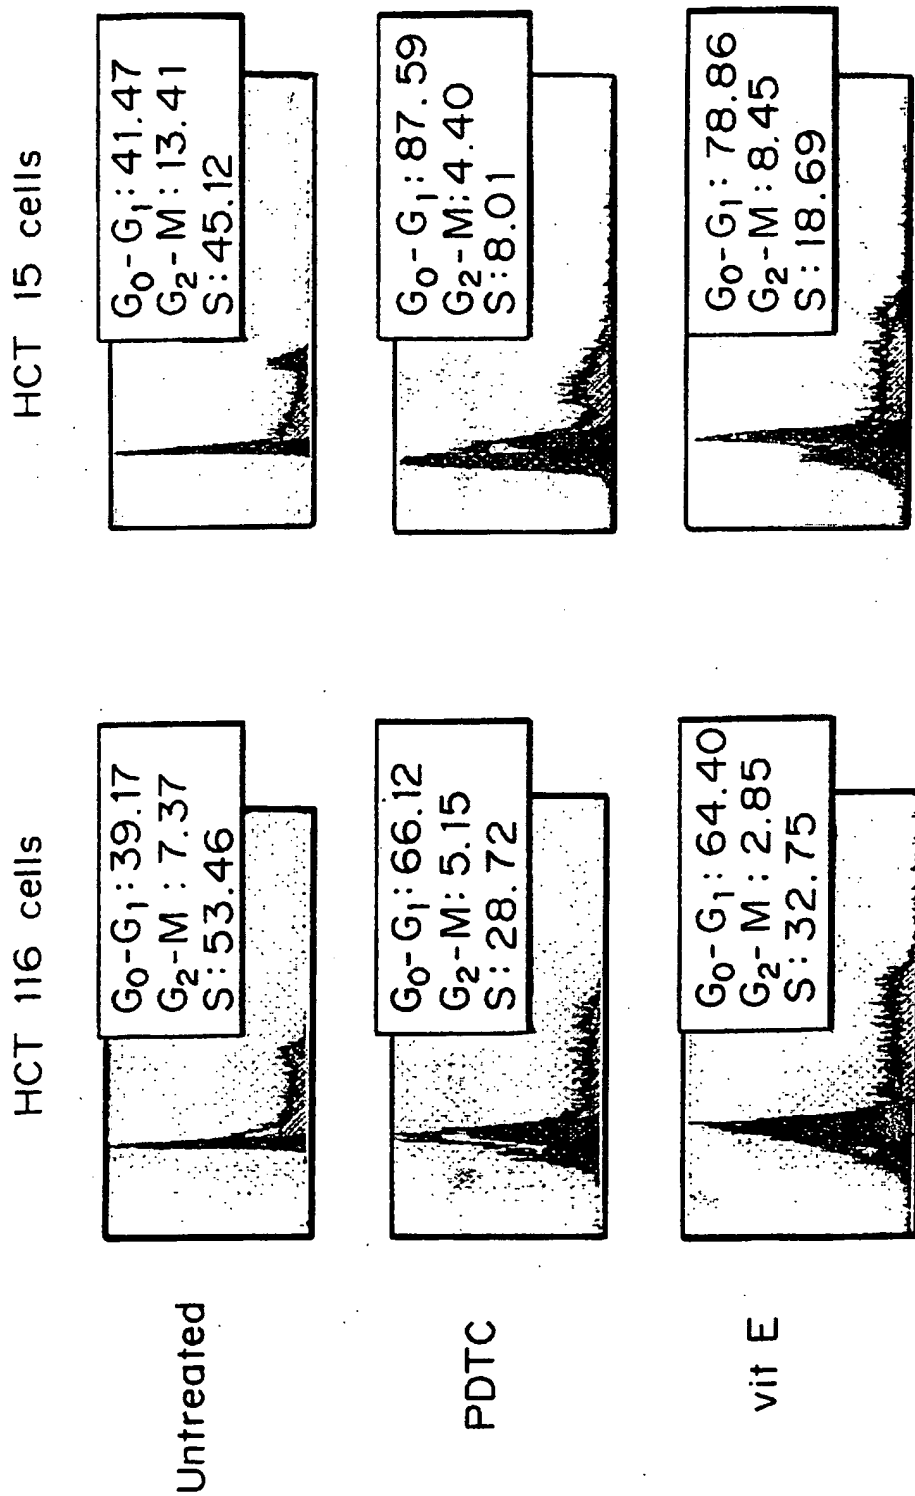 HCT 116 cells
HCT 15 cells
Untreated
G₀-G₁:39.17
G₂-M:7.37
S:53.46
G₀-G₁:41.47
G₂-M:13.41
S:45.12
PDTC
G₀-G₁:66.12
G₂-M:5.15
S:28.72
G₀-G₁:87.59
G₂-M:4.40
S:8.01
vit E
G₀-G₁:64.40
G₂-M:2.85
S:32.75
G₀-G₁:78.86
G₂-M:8.45
S:18.69